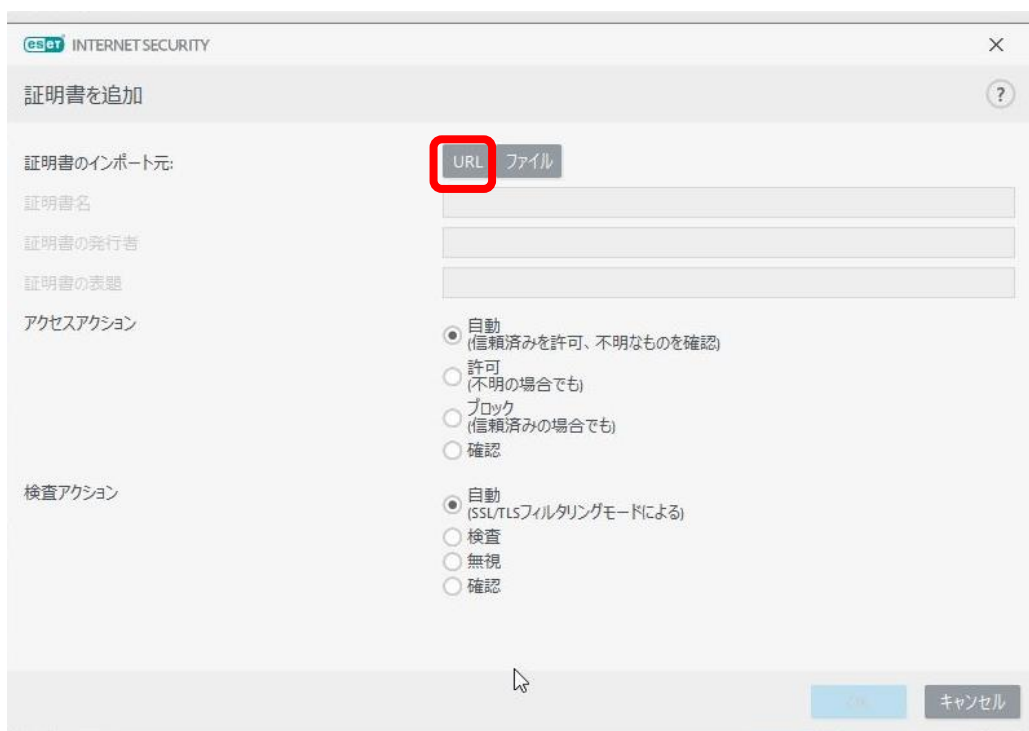 eset INTERNET SECURITY
証明書を追加
?
証明書のインポート元:
URL ファイル
証明書名
証明書の発行者
証明書の表題
アクセスアクション
自動
(信頼済みを許可、不明なものを確認)
許可
(不明の場合でも)
ブロック
(信頼済みの場合でも)
確認
検査アクション
自動
(SSL/TLSフィルタリングモードによる)
検査
無視
確認
キャンセル